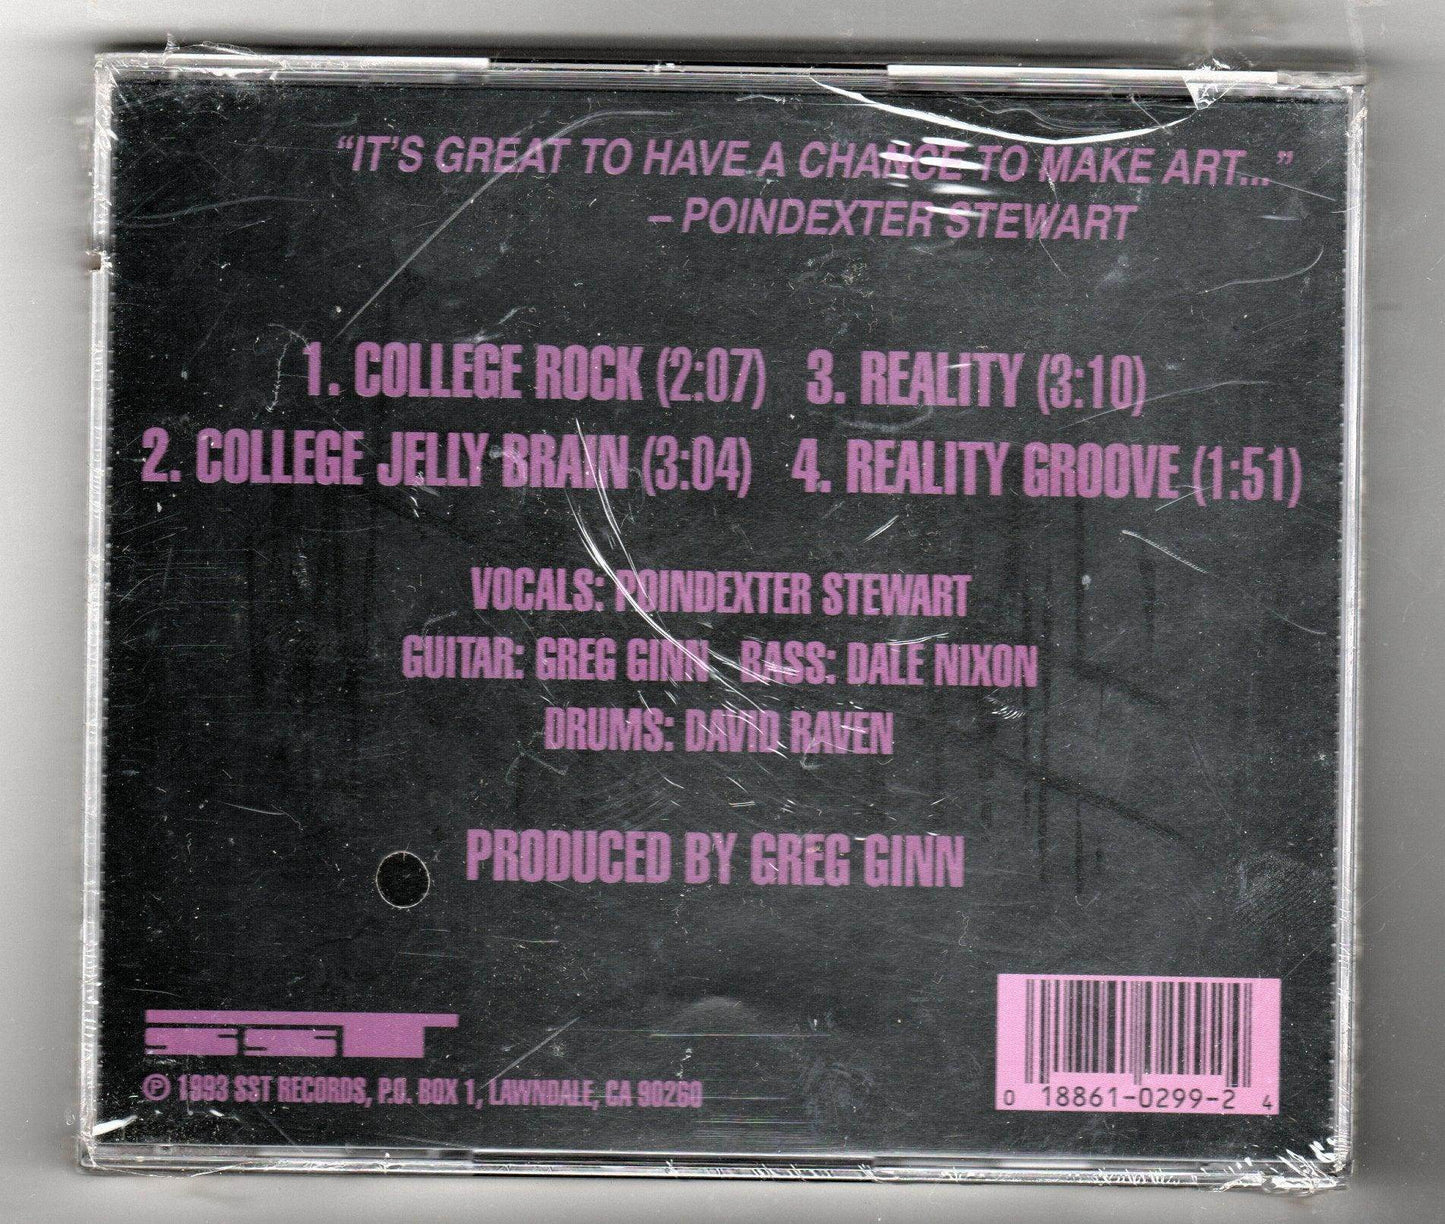 “IT'S GREAT TO HAVE A CHANCE TO MAKE ART...”
– POINDEXTER STEWART
1. COLLEGE ROCK (2:07) 3. REALITY (3:10)
2. COLLEGE JELLY BRAIN (3:04) 4. REALITY GROOVE (1:51)
VOCALS: POINDEXTER STEWART
GUITAR: GREG GINN BASS: DALE NIXON
DRUMS: DAVID RAVEN
PRODUCED BY GREG GINN
SST
℗ 1993 SST RECORDS, P.O. BOX 1, LAWNDALE, CA 90260
0 18861-0299-2 4